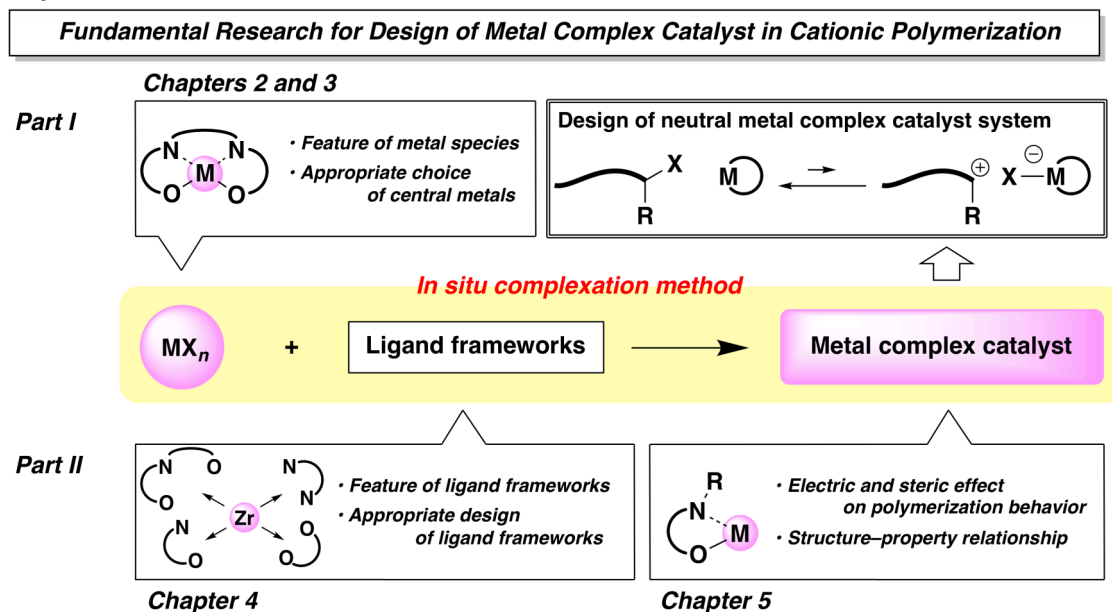 Fundamental Research for Design of Metal Complex Catalyst in Cationic Polymerization
Chapters 2 and 3
Part I
N N
M
O O
・Feature of metal species
・Appropriate choice
of central metals
Design of neutral metal complex catalyst system
X
M
R
⊕
⊖
X M
R
In situ complexation method
MXn
+
Ligand frameworks
Metal complex catalyst
Part II
N O
O
N
N
Zr
N
O
O
O
・Feature of ligand frameworks
・Appropriate design
of ligand frameworks
R
N
M
O
・Electric and steric effect
on polymerization behavior
・Structure–property relationship
Chapter 4
Chapter 5